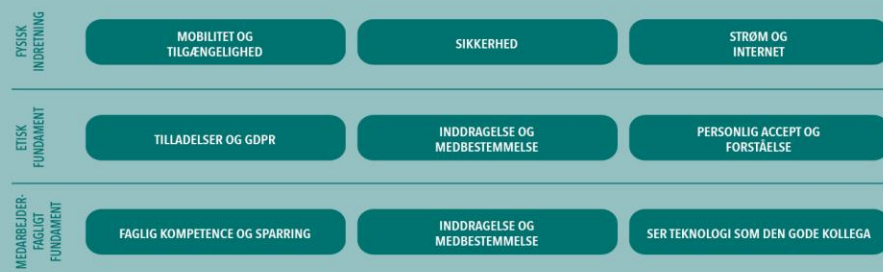 FYSISK
INDRETNING
MOBILITET OG
TILGÆNGELIGHED
SIKKERHED
STRØM OG
INTERNET
ETISK
FUNDAMENT
TILLADELSER OG GDPR
INDDRAGELSE OG
MEDBESTEMMELSE
PERSONLIG ACCEPT OG
FORSTÅELSE
MEDARBEJDER-
FAGLIGT
FUNDAMENT
FAGLIG KOMPETENCE OG SPARRING
INDDRAGELSE OG
MEDBESTEMMELSE
SER TEKNOLOGI SOM DEN GODE KOLLEGA